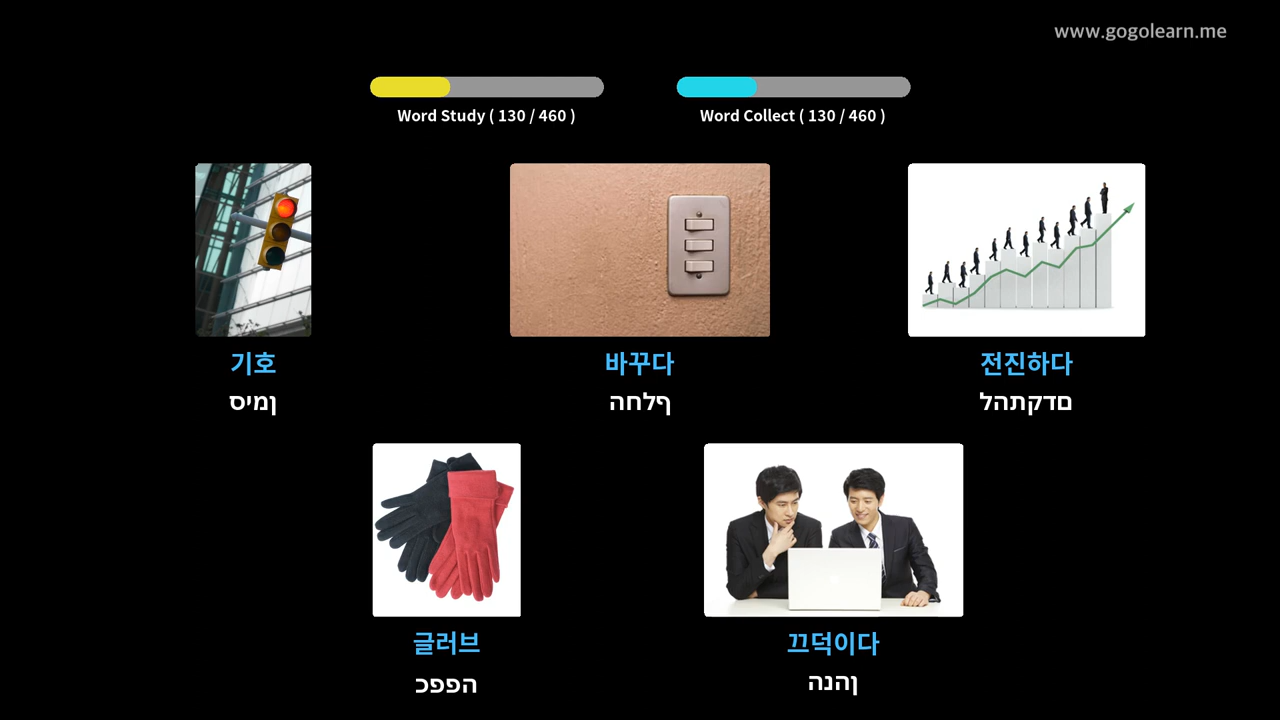 www.gogolearn.me
Word Study ( 130 / 460 )
Word Collect ( 130 / 460 )
기호
סימן
바꾸다
החלף
전진하다
להתקדם
글러브
כפפה
끄덕이다
הנהן